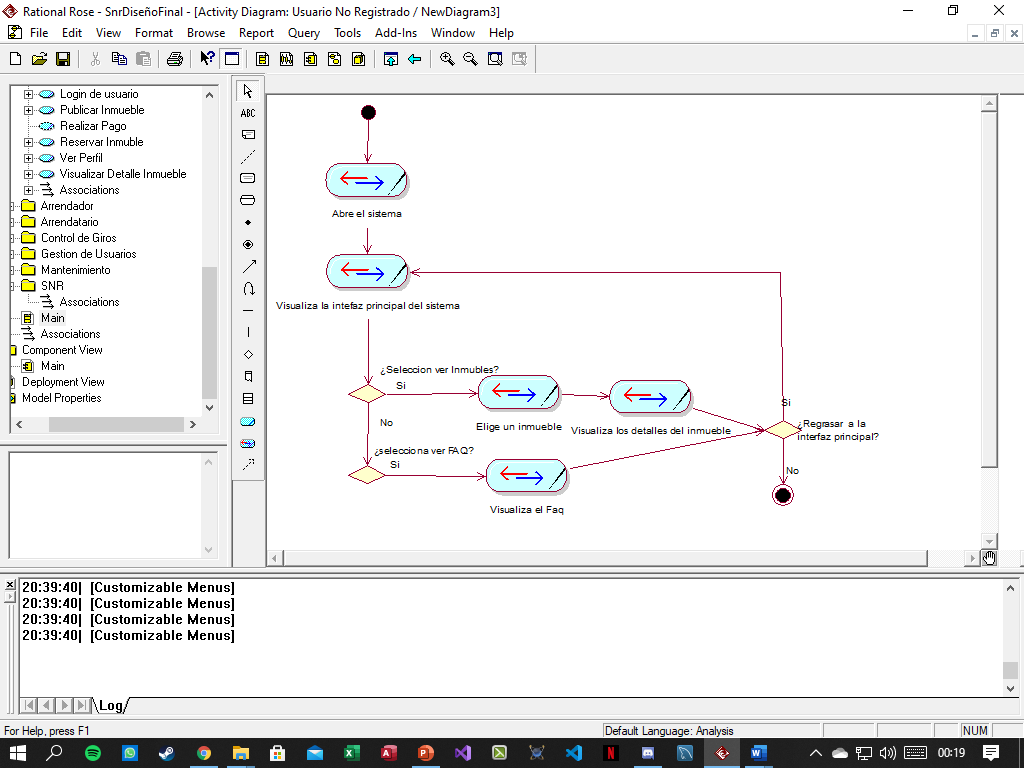 Rational Rose - SnrDiseñoFinal - [Activity Diagram: Usuario No Registrado / NewDiagram3]
File Edit View Format Browse Report Query Tools Add-Ins Window Help
Login de usuario
Publicar Inmueble
Realizar Pago
Reservar Inmuble
Ver Perfil
Visualizar Detalle Inmueble
Associations
Arrendador
Arrendatario
Control de Giros
Gestion de Usuarios
Mantenimiento
SNR
Associations
Main
Associations
Component View
Main
Deployment View
Model Properties
ABC
Abre el sistema
Visualiza la intefaz principal del sistema
¿Seleccion ver Inmubles?
Si
No
Elige un inmueble
Visualiza los detalles del inmueble
¿selecciona ver FAQ?
Si
Visualiza el Faq
Si
¿Regrasar a la
interfaz principal?
No
20:39:40| [Customizable Menus]
20:39:40| [Customizable Menus]
20:39:40| [Customizable Menus]
20:39:40| [Customizable Menus]
Log
For Help, press F1
Default Language: Analysis
NUM
00:19